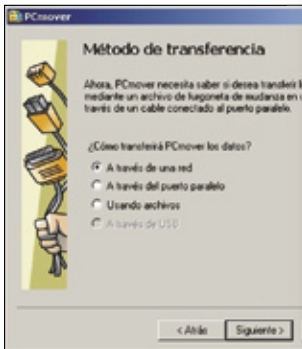 PCmover
Método de transferencia
Ahora, PCmover necesita saber si desea transferir l
mediante un archivo de furgoneta de mudanza en
través de un cable conectado al puerto paralelo.
¿Cómo transferirá PCmover los datos?
A través de una red
A través del puerto paralelo
Usando archivos
A través de USB
< Atrás
Siguiente >